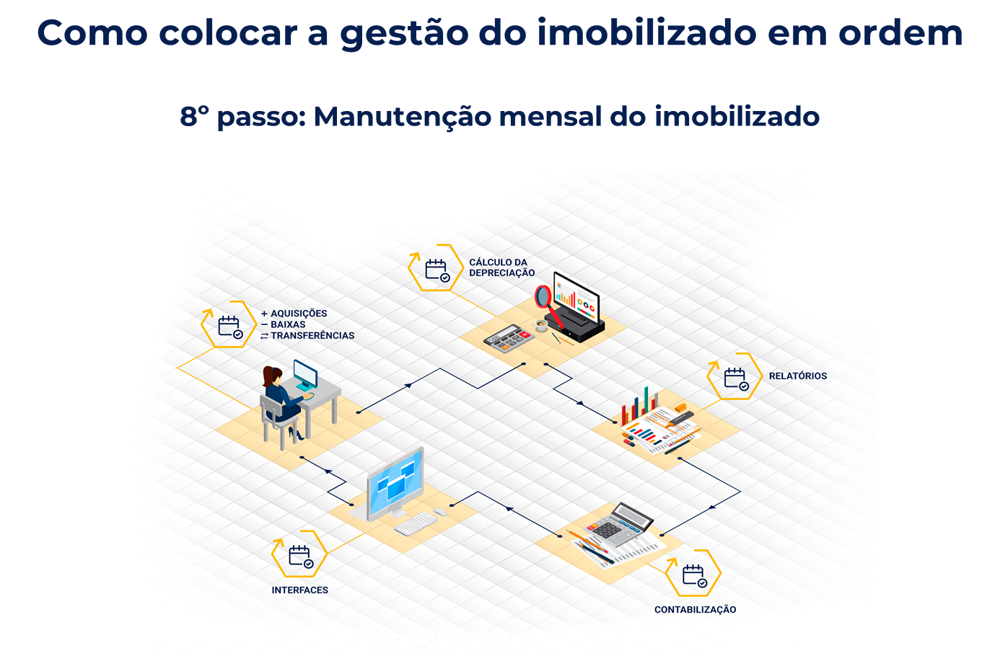 Como colocar a gestão do imobilizado em ordem
8º passo: Manutenção mensal do imobilizado
CÁLCULO DA
DEPRECIAÇÃO
+ AQUISIÇÕES
− BAIXAS
⇄ TRANSFERÊNCIAS
RELATÓRIOS
INTERFACES
CONTABILIZAÇÃO